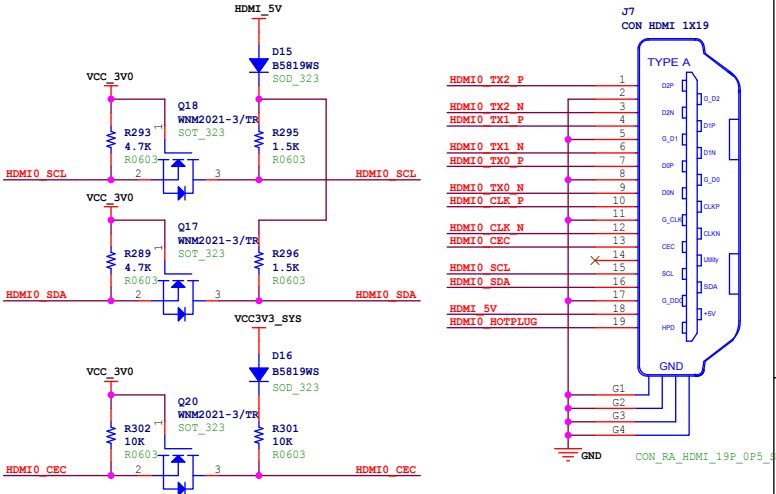 HDMI_5V
D15
B5819WS
SOD_323
VCC_3V0
Q18
WNM2021-3/TR
SOT_323
R293
4.7K
R0603
1
2
3
R295
1.5K
R0603
HDMI0_SCL
HDMI0_SCL
VCC_3V0
Q17
WNM2021-3/TR
SOT_323
R289
4.7K
R0603
1
2
3
R296
1.5K
R0603
HDMI0_SDA
HDMI0_SDA
VCC3V3_SYS
D16
B5819WS
SOD_323
VCC_3V0
Q20
WNM2021-3/TR
SOT_323
R302
10K
R0603
1
2
3
R301
10K
R0603
HDMI0_CEC
HDMI0_CEC
J7
CON HDMI 1X19
TYPE A
HDMI0_TX2_P
HDMI0_TX2_N
HDMI0_TX1_P
HDMI0_TX1_N
HDMI0_TX0_P
HDMI0_TX0_N
HDMI0_CLK_P
HDMI0_CLK_N
HDMI0_CEC
HDMI0_SCL
HDMI0_SDA
HDMI_5V
HDMI0_HOTPLUG
1
2
3
4
5
6
7
8
9
10
11
12
13
14
15
16
17
18
19
D2P
G_D2
D2N
D1P
G_D1
D1N
D0P
G_D0
D0N
CLKP
G_CLK
CLKN
CEC
Utility
SCL
SDA
G_DDC
+5V
HPD
GND
G1
G2
G3
G4
GND
CON_RA_HDMI_19P_0P5_S